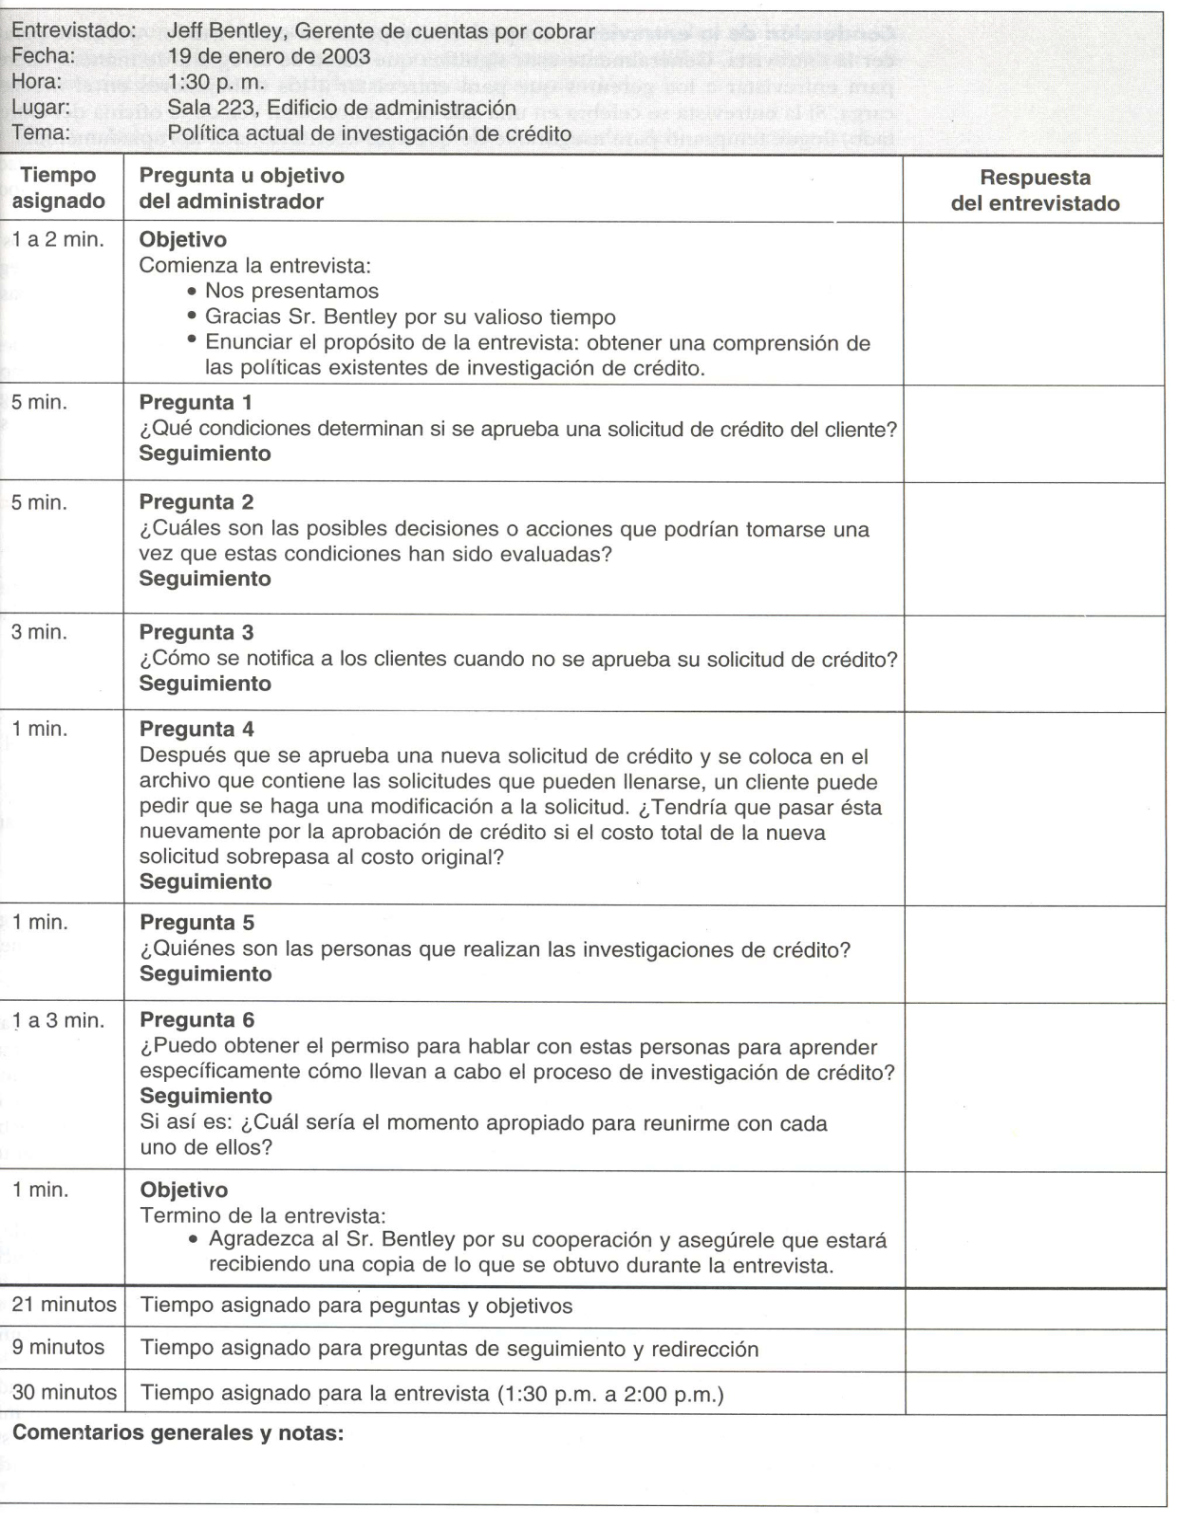 Entrevistado: Jeff Bentley, Gerente de cuentas por cobrar
Fecha: 19 de enero de 2003
Hora: 1:30 p. m.
Lugar: Sala 223, Edificio de administración
Tema: Política actual de investigación de crédito
Tiempo asignado
Pregunta u objetivo
del administrador
Respuesta
del entrevistado
1 a 2 min.
Objetivo
Comienza la entrevista:
• Nos presentamos
• Gracias Sr. Bentley por su valioso tiempo
• Enunciar el propósito de la entrevista: obtener una comprensión de
las políticas existentes de investigación de crédito.
5 min.
Pregunta 1
¿Qué condiciones determinan si se aprueba una solicitud de crédito del cliente?
Seguimiento
5 min.
Pregunta 2
¿Cuáles son las posibles decisiones o acciones que podrían tomarse una
vez que estas condiciones han sido evaluadas?
Seguimiento
3 min.
Pregunta 3
¿Cómo se notifica a los clientes cuando no se aprueba su solicitud de crédito?
Seguimiento
1 min.
Pregunta 4
Después que se aprueba una nueva solicitud de crédito y se coloca en el
archivo que contiene las solicitudes que pueden llenarse, un cliente puede
pedir que se haga una modificación a la solicitud. ¿Tendría que pasar ésta
nuevamente por la aprobación de crédito si el costo total de la nueva
solicitud sobrepasa al costo original?
Seguimiento
1 min.
Pregunta 5
¿Quiénes son las personas que realizan las investigaciones de crédito?
Seguimiento
1 a 3 min.
Pregunta 6
¿Puedo obtener el permiso para hablar con estas personas para aprender
específicamente cómo llevan a cabo el proceso de investigación de crédito?
Seguimiento
Si así es: ¿Cuál sería el momento apropiado para reunirme con cada
uno de ellos?
1 min.
Objetivo
Termino de la entrevista:
• Agradezca al Sr. Bentley por su cooperación y asegúrele que estará
recibiendo una copia de lo que se obtuvo durante la entrevista.
21 minutos Tiempo asignado para peguntas y objetivos
9 minutos Tiempo asignado para preguntas de seguimiento y redirección
30 minutos Tiempo asignado para la entrevista (1:30 p.m. a 2:00 p.m.)
Comentarios generales y notas: